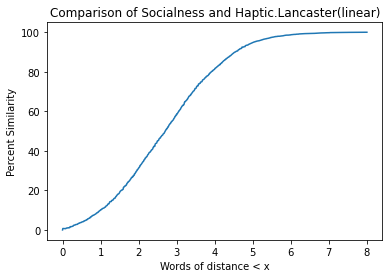 Comparison of Socialness and Haptic.Lancaster(linear)
Percent Similarity
100
80
60
40
20
0
0 1 2 3 4 5 6 7 8
Words of distance < x